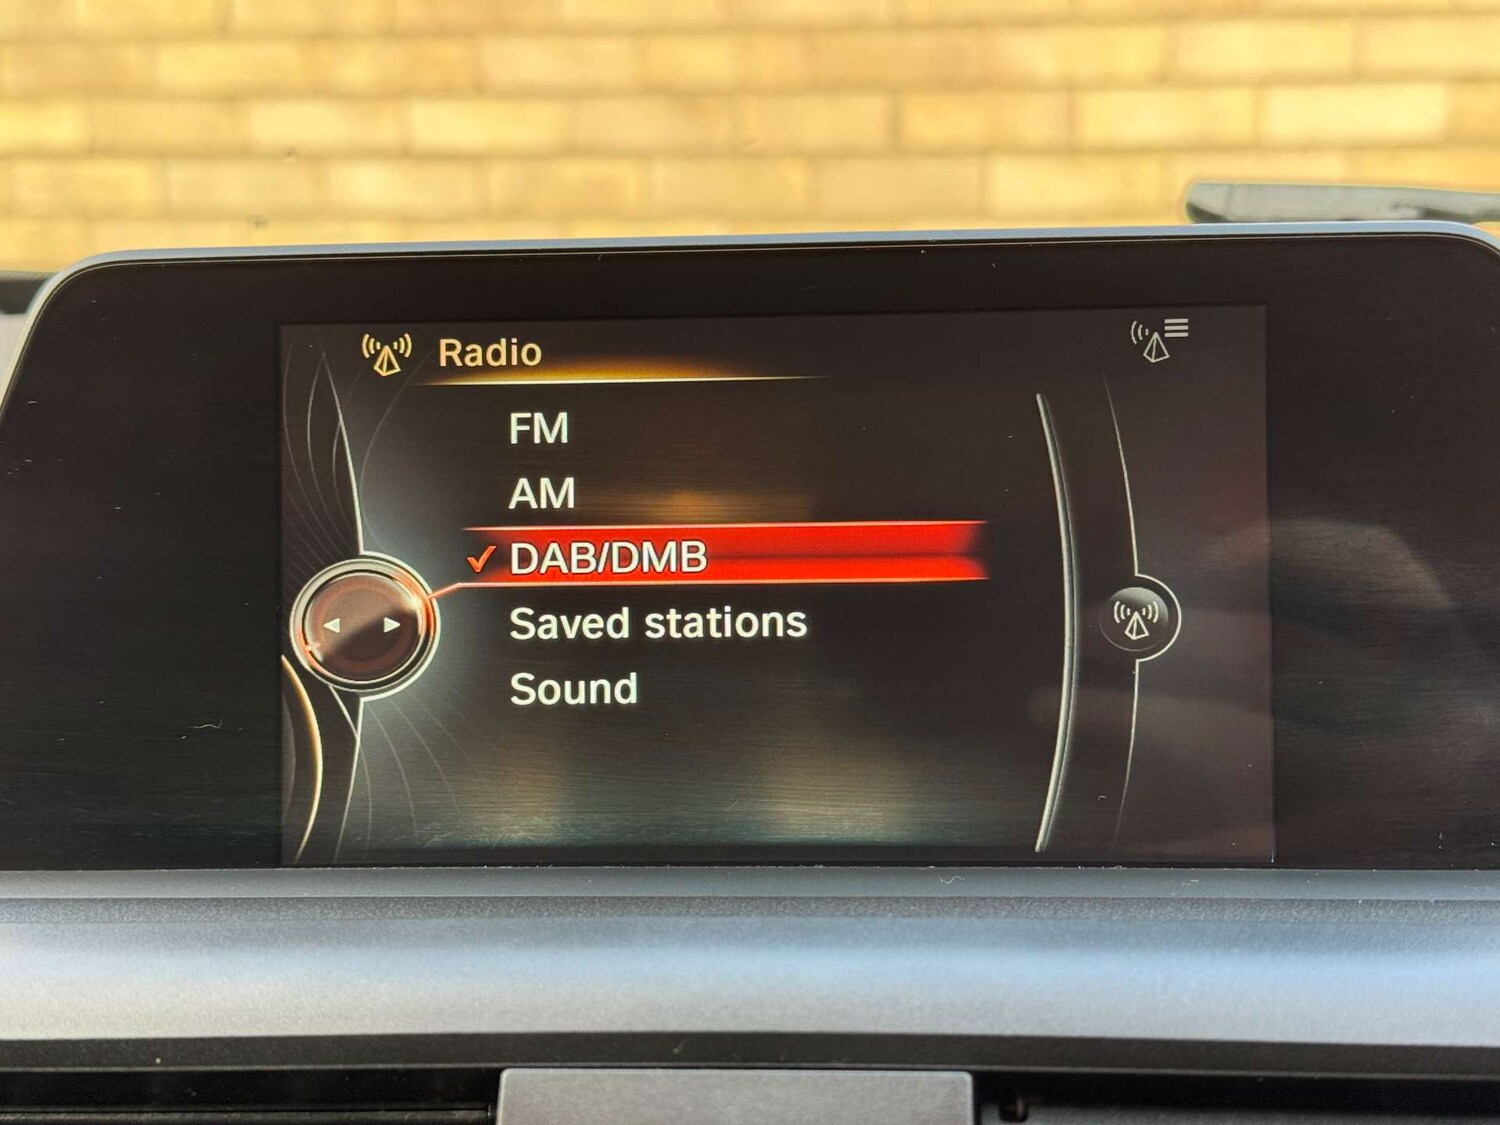 Radio
FM
AM
DAB/DMB
Saved stations
Sound